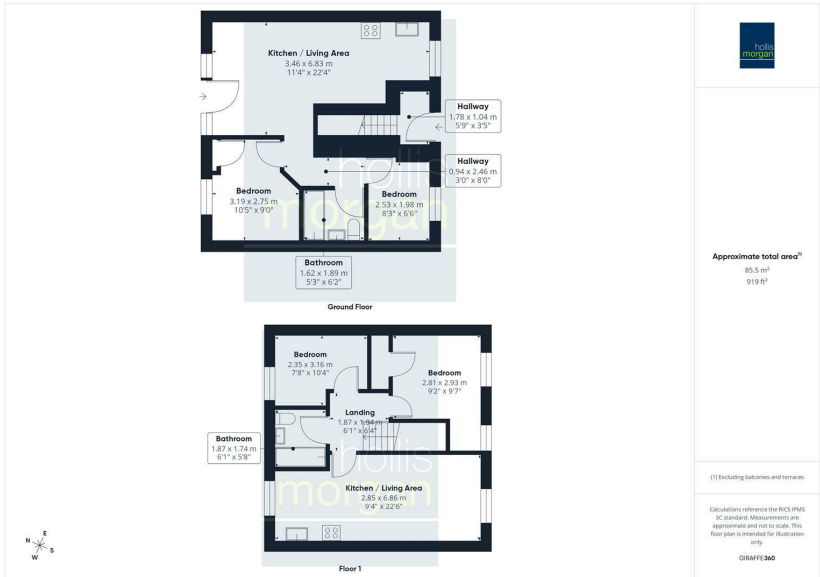 Kitchen / Living Area
3.46 x 6.83 m
11'4" x 22'4"
Hallway
1.78 x 1.04 m
5'9" x 3'5"
Hallway
0.94 x 2.46 m
3'0" x 8'0"
Bedroom
3.19 x 2.75 m
10'5" x 9'0"
Bedroom
2.53 x 1.98 m
8'3" x 6'6"
Bathroom
1.62 x 1.89 m
5'3" x 6'2"
hollis
morgan
Ground Floor
Bedroom
2.35 x 3.16 m
7'8" x 10'4"
Bedroom
2.81 x 2.93 m
9'2" x 9'7"
Landing
1.87 x 1.94 m
6'1" x 6'4"
Bathroom
1.87 x 1.74 m
6'1" x 5'8"
Kitchen / Living Area
2.85 x 6.86 m
9'4" x 22'6"
hollis
morgan
Floor 1
N
E
S
W
hollis
morgan
Approximate total area(1)
85.5 m²
919 ft²
(1) Excluding balconies and terraces
Calculations reference the RICS IPMS
3C standard. Measurements are
approximate and not to scale. This
floor plan is intended for illustration
only.
GIRAFFE360